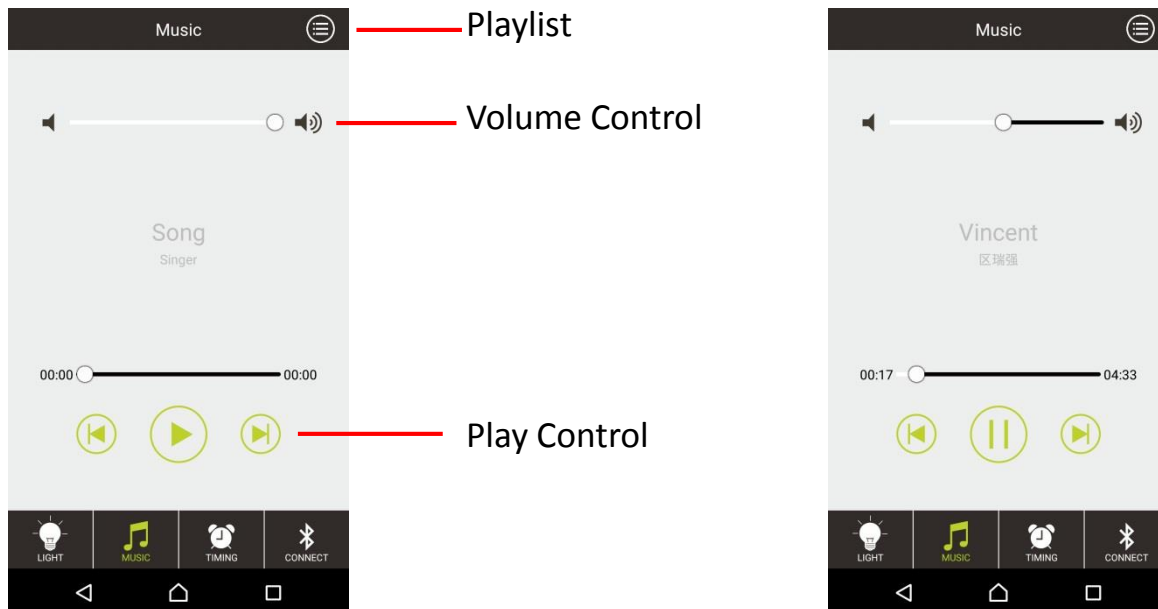 Music
Playlist
Volume Control
Song
Singer
00:00
00:00
Play Control
LIGHT
MUSIC
TIMING
CONNECT
Music
Vincent
区瑞强
00:17
04:33
LIGHT
MUSIC
TIMING
CONNECT